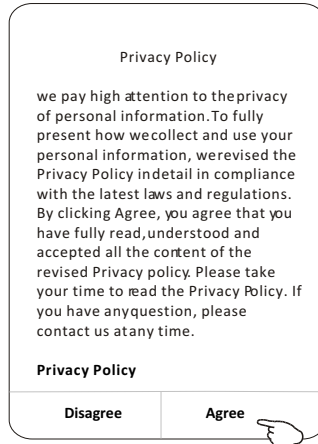 Privacy Policy
we pay high attention to theprivacy
of personal information.To fully
present how wecollect and use your
personal information, werevised the
Privacy Policy indetail in compliance
with the latest laws and regulations.
By clicking Agree, you agree that you
have fully read,understood and
accepted all the content of the
revised Privacy policy. Please take
your time to read the Privacy Policy. If
you have anyquestion, please
contact us atany time.
Privacy Policy
Disagree Agree